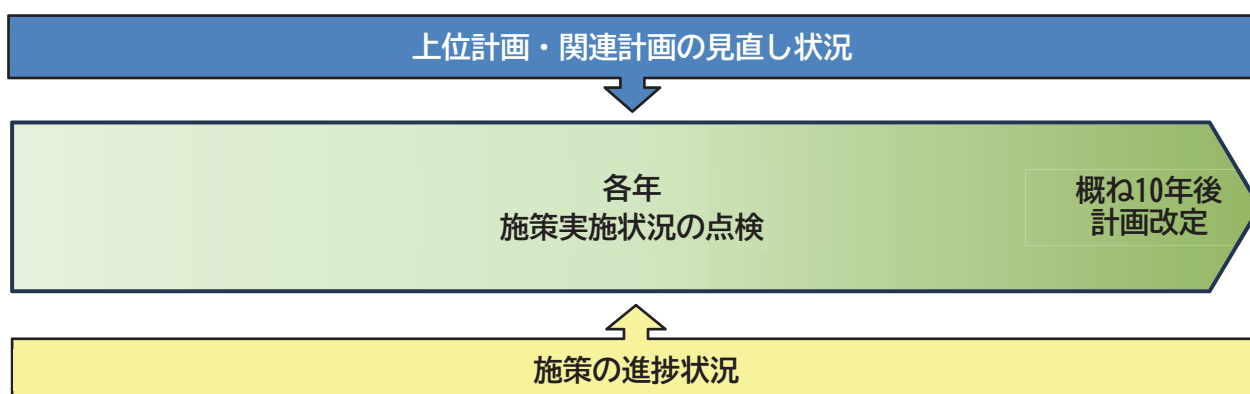 上位計画・関連計画の見直し状況
各年
施策実施状況の点検
概ね10年後
計画改定
施策の進捗状況